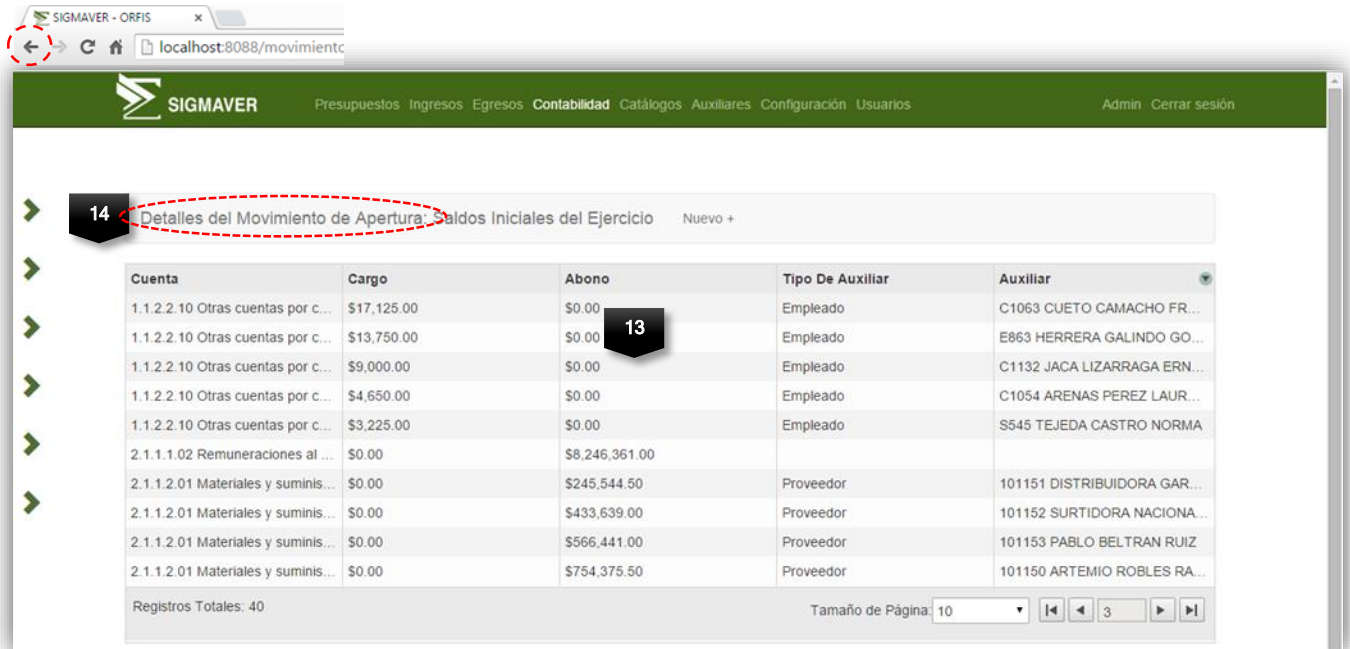 SIGMAVER - ORFIS ×
localhost:8088/movimiento
SIGMAVER Presupuestos Ingresos Egresos Contabilidad Catálogos Auxiliares Configuración Usuarios Admin Cerrar sesión
14 Detalles del Movimiento de Apertura: Saldos Iniciales del Ejercicio Nuevo +
Cuenta Cargo Abono Tipo De Auxiliar Auxiliar
1.1.2.2.10 Otras cuentas por c... $17,125.00 $0.00 Empleado C1063 CUETO CAMACHO FR...
13
1.1.2.2.10 Otras cuentas por c... $13,750.00 $0.00 Empleado E863 HERRERA GALINDO GO...
1.1.2.2.10 Otras cuentas por c... $9,000.00 $0.00 Empleado C1132 JACA LIZARRAGA ERN...
1.1.2.2.10 Otras cuentas por c... $4,650.00 $0.00 Empleado C1054 ARENAS PEREZ LAUR...
1.1.2.2.10 Otras cuentas por c... $3,225.00 $0.00 Empleado S545 TEJEDA CASTRO NORMA
2.1.1.1.02 Remuneraciones al ... $0.00 $8,246,361.00
2.1.1.2.01 Materiales y suminis... $0.00 $245,544.50 Proveedor 101151 DISTRIBUIDORA GAR...
2.1.1.2.01 Materiales y suminis... $0.00 $433,639.00 Proveedor 101152 SURTIDORA NACIONA...
2.1.1.2.01 Materiales y suminis... $0.00 $566,441.00 Proveedor 101153 PABLO BELTRAN RUIZ
2.1.1.2.01 Materiales y suminis... $0.00 $754,375.50 Proveedor 101150 ARTEMIO ROBLES RA...
Registros Totales: 40 Tamaño de Página: 10 3